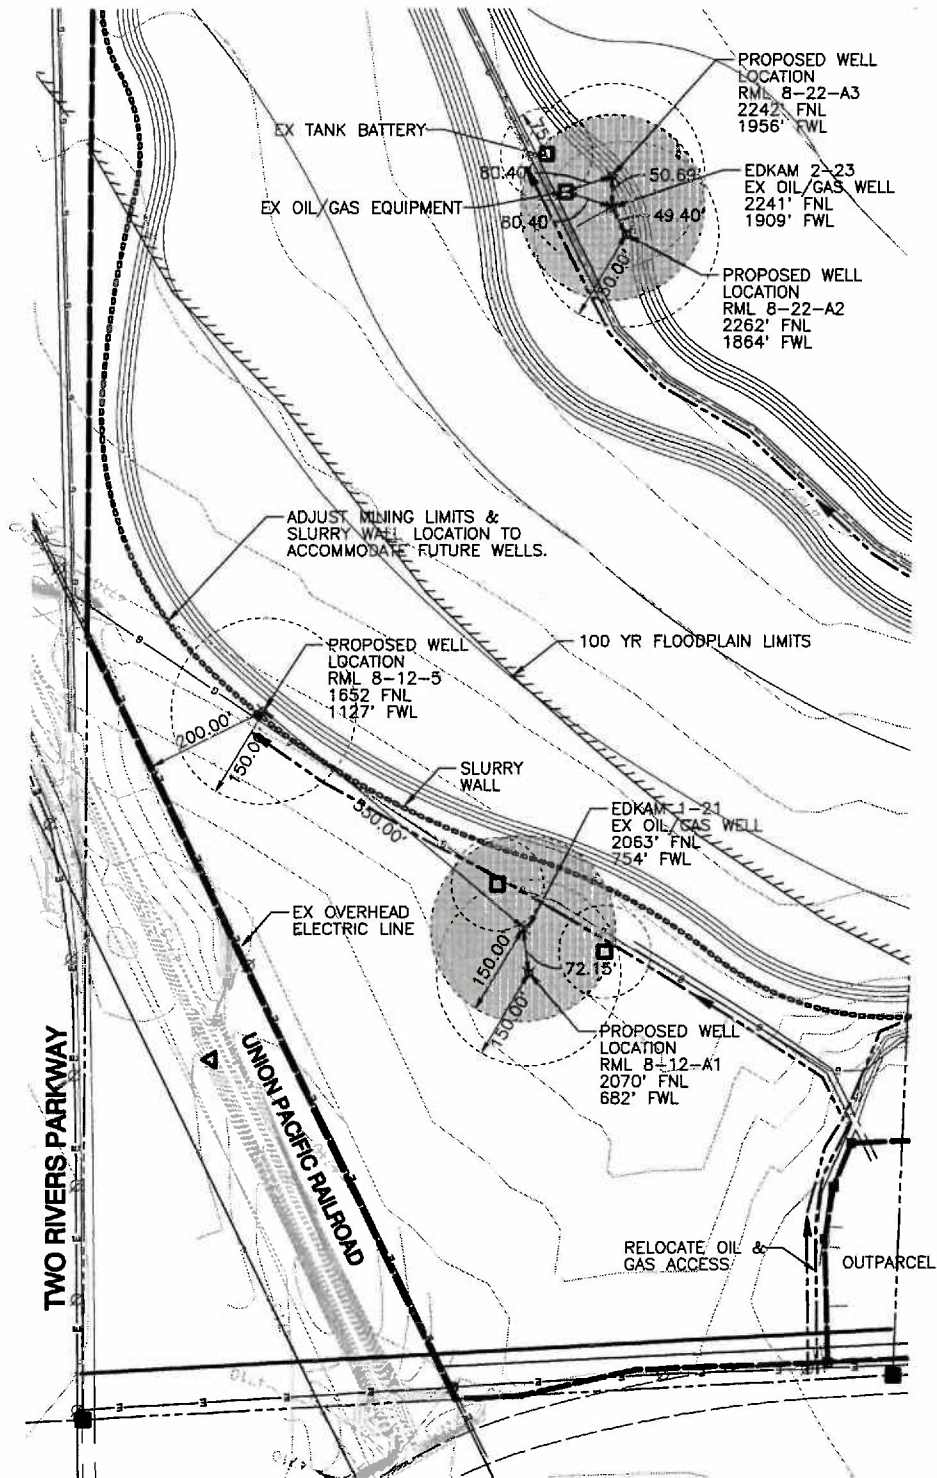 PROPOSED WELL
LOCATION
RML 8-22-A3
2242' FNL
1956' FWL
EX TANK BATTERY
75'
80.40'
50.69'
EDKAM 2-23
EX OIL/GAS WELL
2241' FNL
1909' FWL
EX OIL/GAS EQUIPMENT
80.40'
49.40'
PROPOSED WELL
LOCATION
RML 8-22-A2
2262' FNL
1864' FWL
ADJUST MINING LIMITS &
SLURRY WALL LOCATION TO
ACCOMMODATE FUTURE WELLS.
100 YR FLOODPLAIN LIMITS
PROPOSED WELL
LOCATION
RML 8-12-5
1652 FNL
1127' FWL
200.00'
150.00'
SLURRY
WALL
550.00'
EDKAM 1-21
EX OIL/GAS WELL
2063' FNL
754' FWL
EX OVERHEAD
ELECTRIC LINE
150.00'
72.15'
150.00'
PROPOSED WELL
LOCATION
RML 8-12-A1
2070' FNL
682' FWL
TWO RIVERS PARKWAY
UNION PACIFIC RAILROAD
RELOCATE OIL &
GAS ACCESS
OUTPARCEL